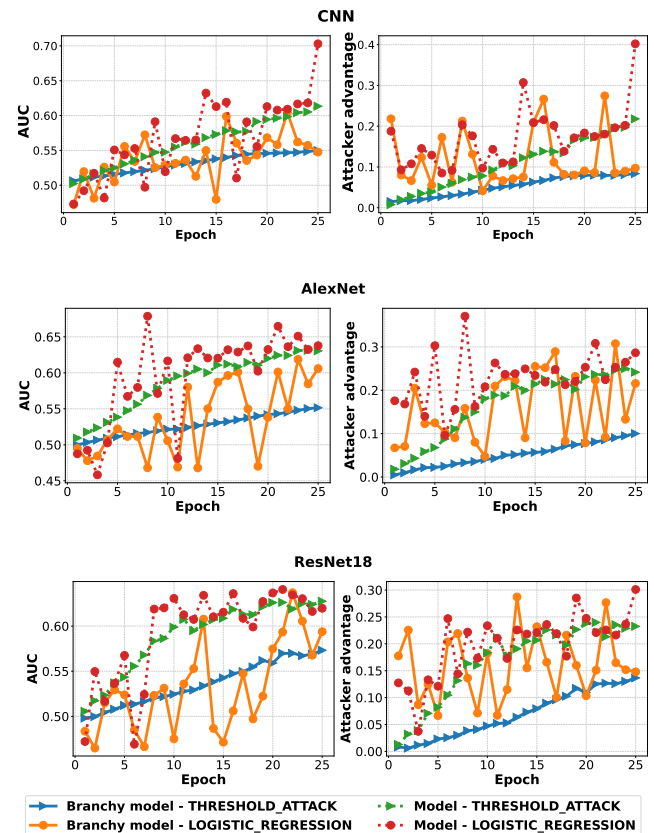 CNN
0.70
0.65
0.60
0.55
0.50
AUC
0 5 10 15 20 25
Epoch
0.4
0.3
0.2
0.1
0.0
Attacker advantage
0 5 10 15 20 25
Epoch
AlexNet
0.65
0.60
0.55
0.50
0.45
AUC
0 5 10 15 20 25
Epoch
0.3
0.2
0.1
0.0
Attacker advantage
0 5 10 15 20 25
Epoch
ResNet18
0.60
0.55
0.50
AUC
0 5 10 15 20 25
Epoch
0.30
0.25
0.20
0.15
0.10
0.05
0.00
Attacker advantage
0 5 10 15 20 25
Epoch
Branchy model - THRESHOLD_ATTACK
Branchy model - LOGISTIC_REGRESSION
Model - THRESHOLD_ATTACK
Model - LOGISTIC_REGRESSION